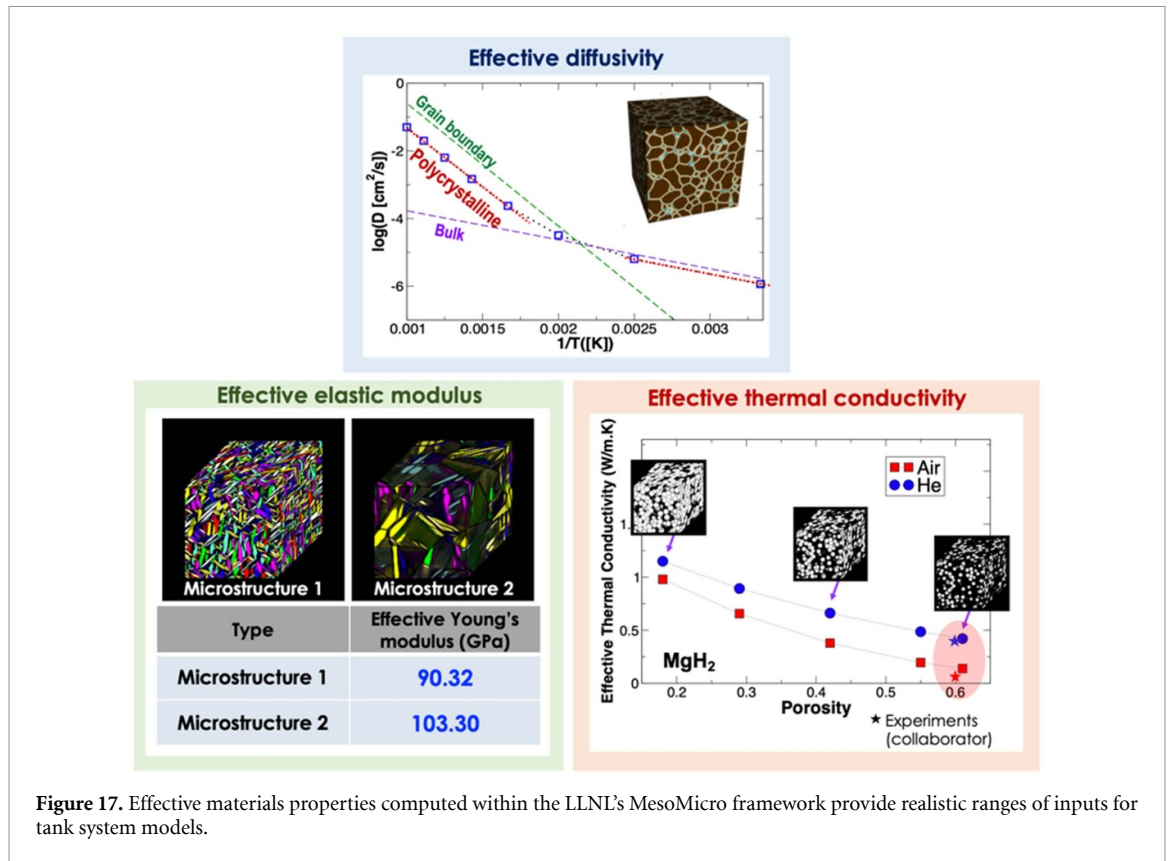 Effective diffusivity
0
-2
-4
-6
log(D [cm²/s)
Grain boundary
Polycrystalline
Bulk
0.001 0.0015 0.002 0.0025 0.003
1/T([K])
Effective elastic modulus
Microstructure 1 Microstructure 2
Type Effective Young's
modulus (GPa)
Microstructure 1 90.32
Microstructure 2 103.30
Effective thermal conductivity
Effective Thermal Conductivity (W/m.K)
Air
He
1.
1
0.5
0
MgH₂
0.2 0.3 0.4 0.5 0.6
Porosity
★ Experiments
(collaborator)
Figure 17. Effective materials properties computed within the LLNL's MesoMicro framework provide realistic ranges of inputs for
tank system models.